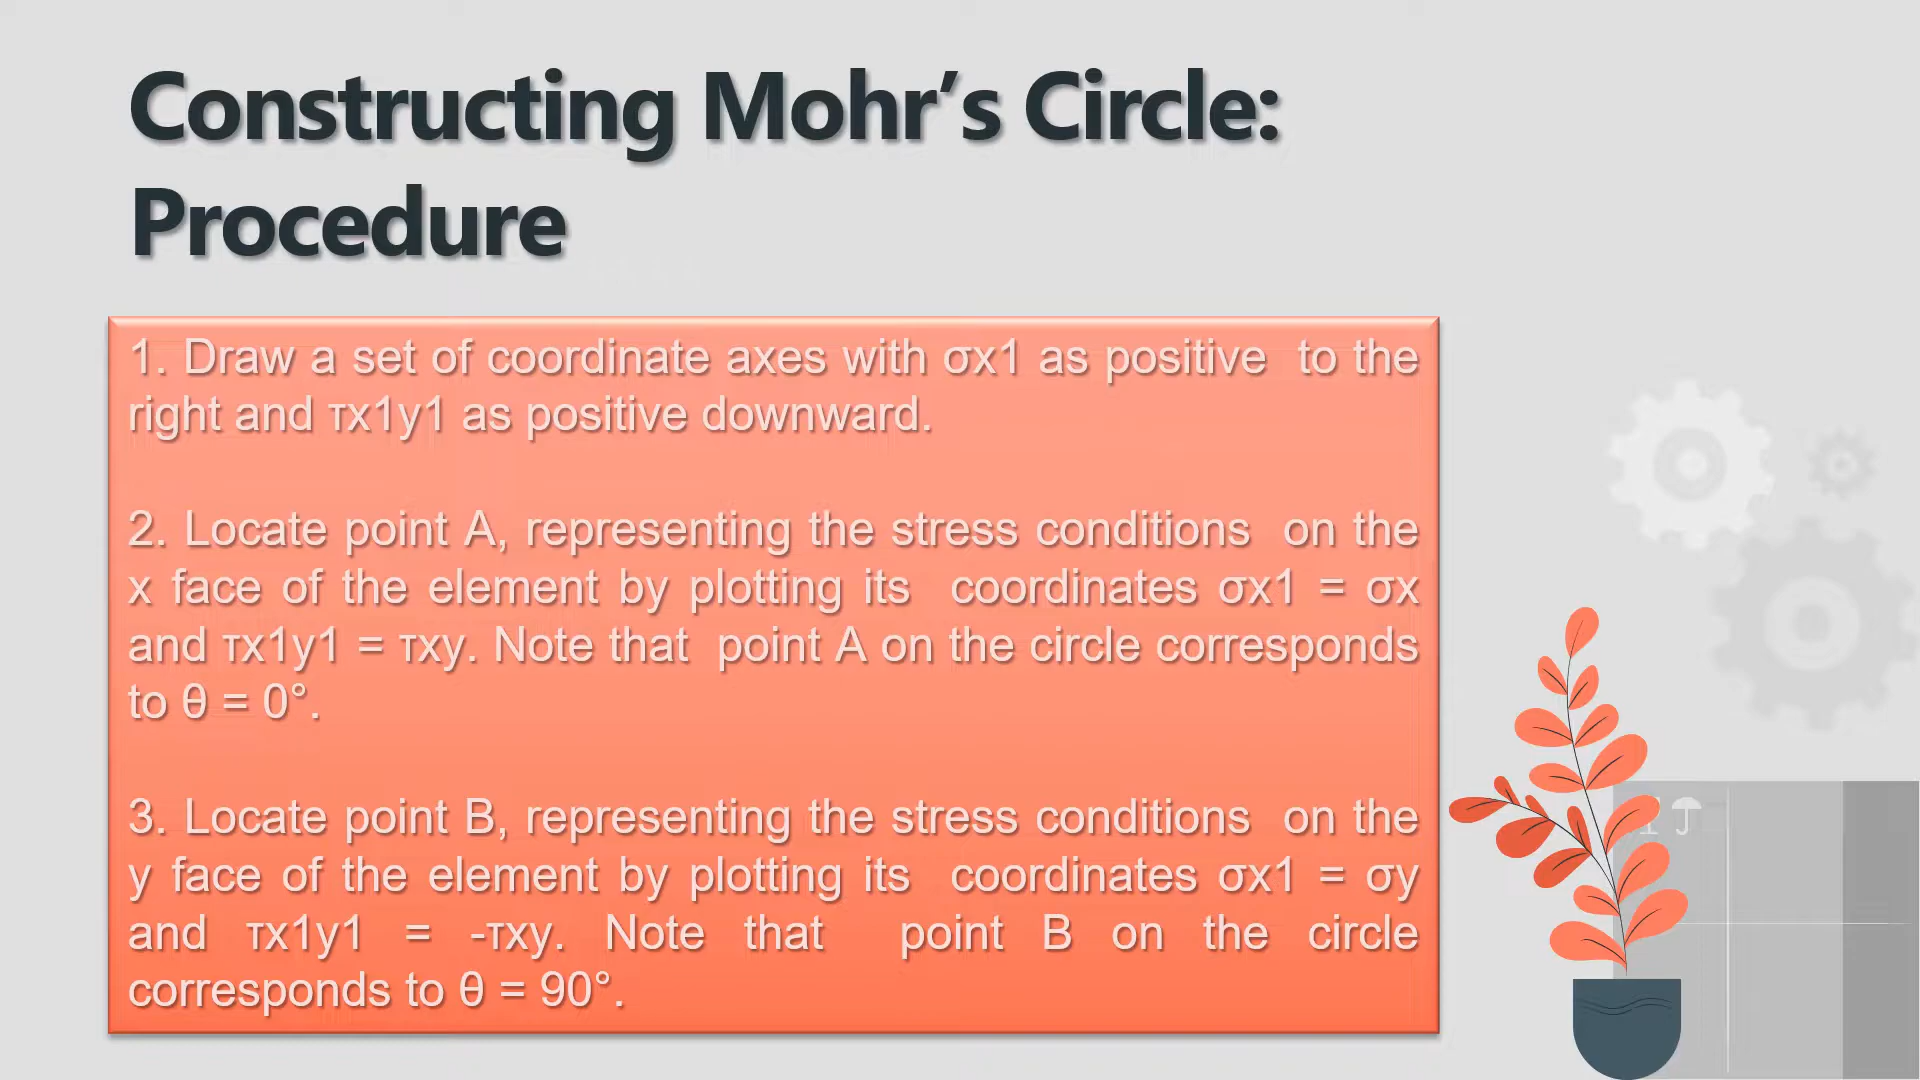 Constructing Mohr’s Circle:
Procedure
1. Draw a set of coordinate axes with σx1 as positive to the
right and τx1y1 as positive downward.
2. Locate point A, representing the stress conditions on the
x face of the element by plotting its coordinates σx1 = σx
and τx1y1 = τxy. Note that point A on the circle corresponds
to θ = 0°.
3. Locate point B, representing the stress conditions on the
y face of the element by plotting its coordinates σx1 = σy
and τx1y1 = -τxy. Note that point B on the circle
corresponds to θ = 90°.